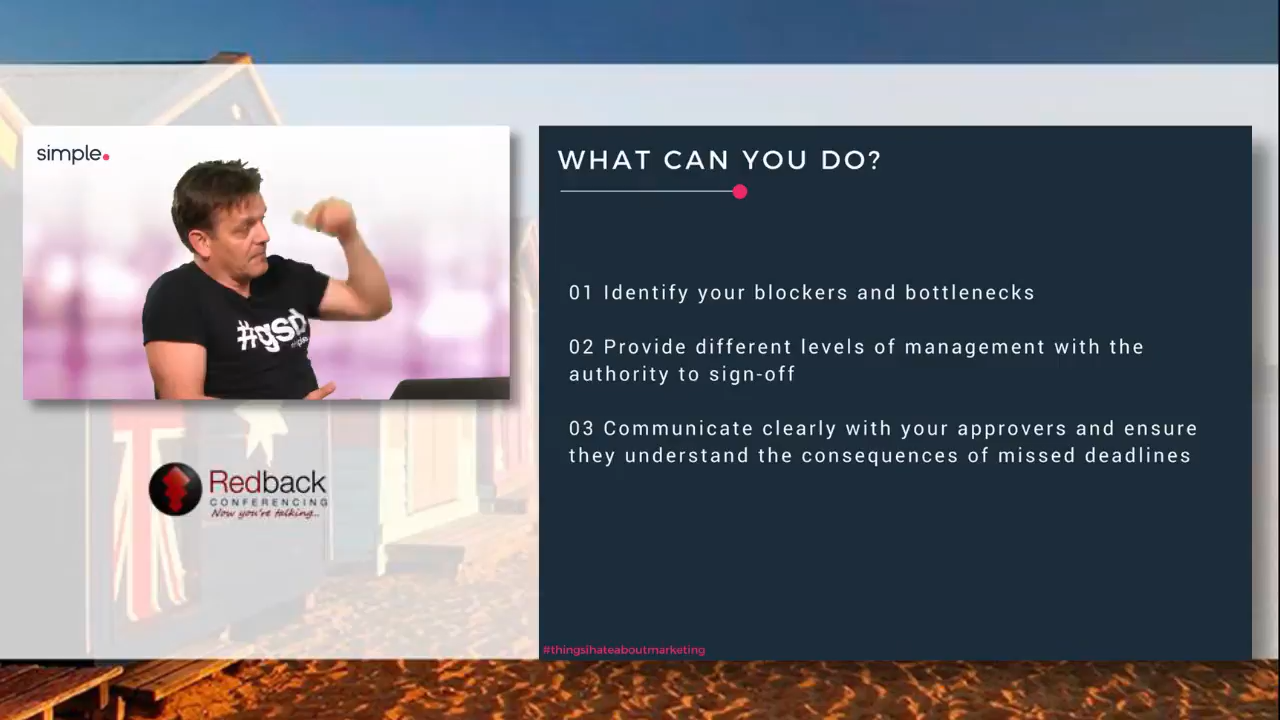 simple.
#gsd
Redback
CONFERENCING
Now you're talking...
WHAT CAN YOU DO?
01 Identify your blockers and bottlenecks
02 Provide different levels of management with the
authority to sign-off
03 Communicate clearly with your approvers and ensure
they understand the consequences of missed deadlines
#thingsihateaboutmarketing